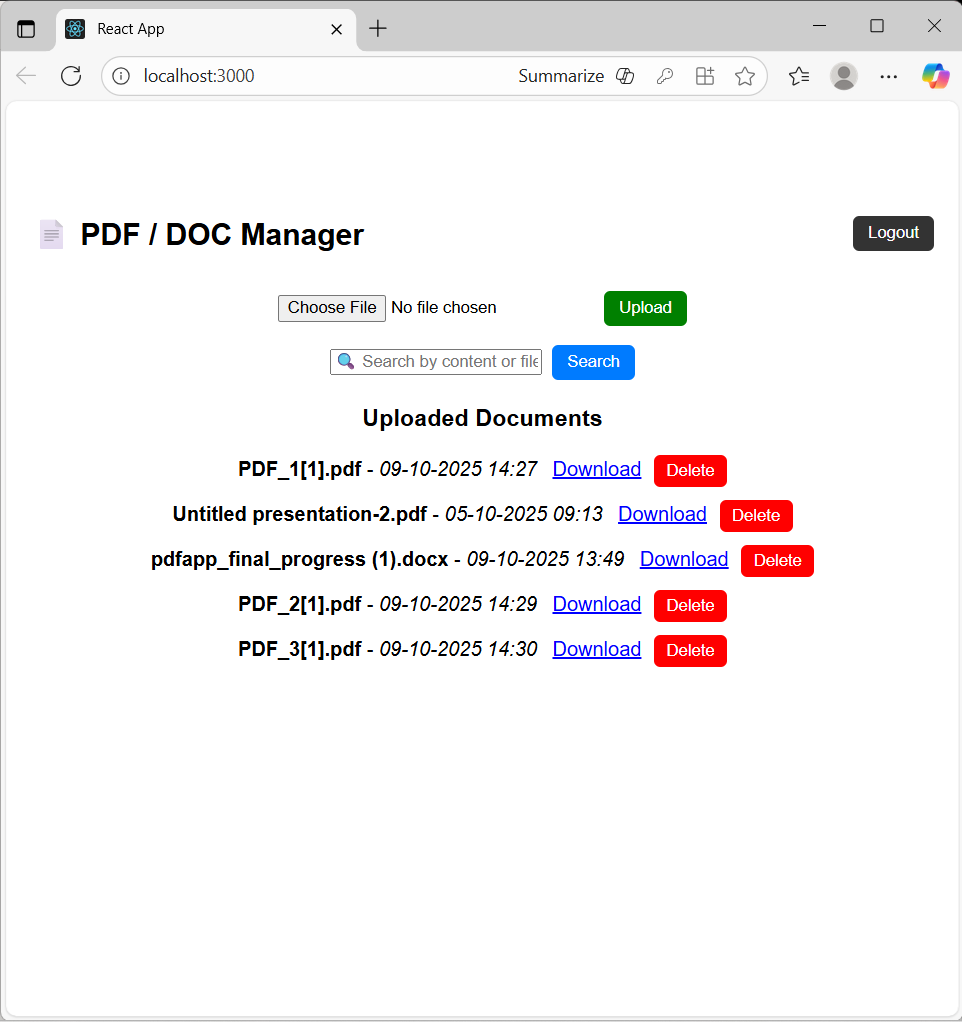 React App
localhost:3000 Summarize
PDF / DOC Manager Logout
Choose File No file chosen Upload
Search by content or file Search
Uploaded Documents
PDF_1[1].pdf - 09-10-2025 14:27 Download Delete
Untitled presentation-2.pdf - 05-10-2025 09:13 Download Delete
pdfapp_final_progress (1).docx - 09-10-2025 13:49 Download Delete
PDF_2[1].pdf - 09-10-2025 14:29 Download Delete
PDF_3[1].pdf - 09-10-2025 14:30 Download Delete